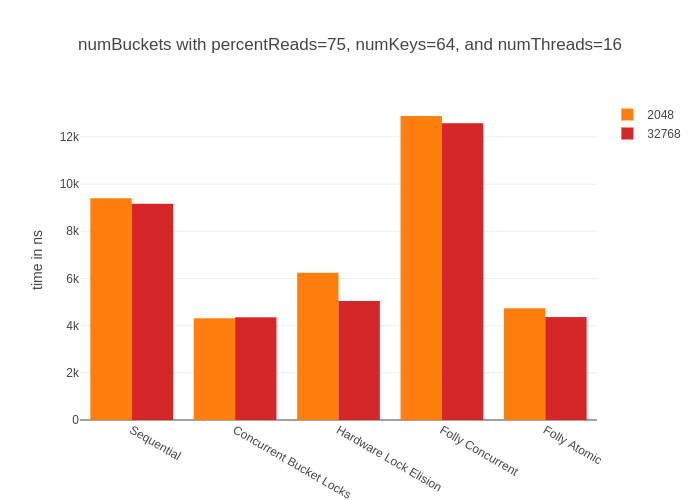 numBuckets with percentReads=75, numKeys=64, and numThreads=16
2048
32768
12k
10k
8k
6k
4k
2k
0
time in ns
Sequential
Concurrent Bucket Locks
Hardware Lock Elision
Folly Concurrent
Folly Atomic